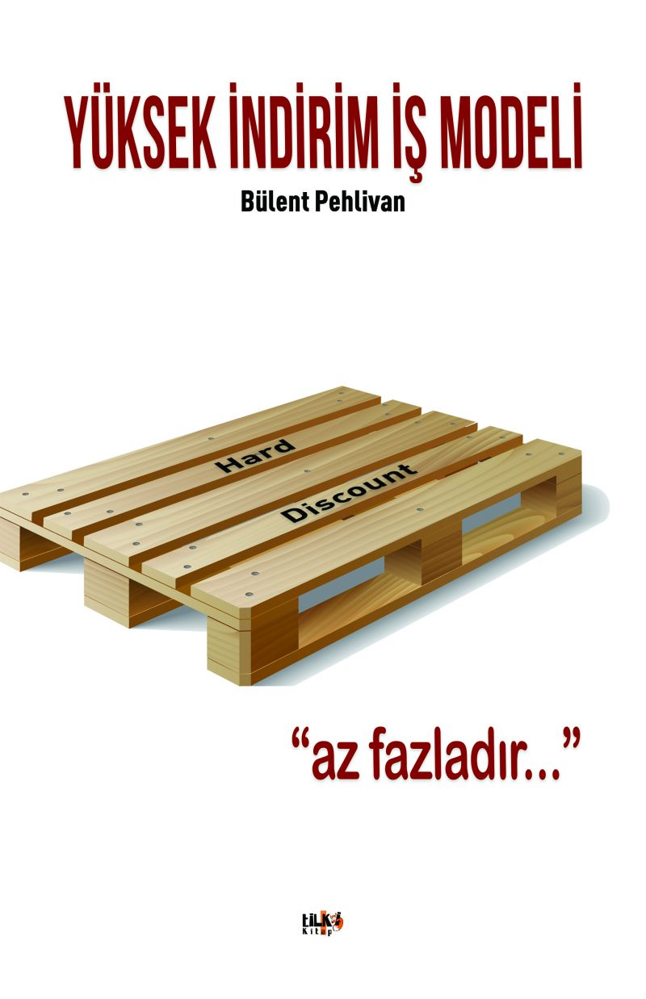 YÜKSEK İNDİRİM İŞ MODELİ
Bülent Pehlivan
Hard
Discount
“az fazladır...”
tiLKi
Kitap